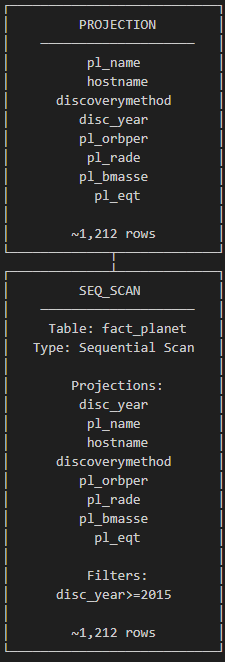 PROJECTION
pl_name
hostname
discoverymethod
disc_year
pl_orbper
pl_rade
pl_bmasse
pl_eqt
~1,212 rows
SEQ_SCAN
Table: fact_planet
Type: Sequential Scan
Projections:
disc_year
pl_name
hostname
discoverymethod
pl_orbper
pl_rade
pl_bmasse
pl_eqt
Filters:
disc_year>=2015
~1,212 rows